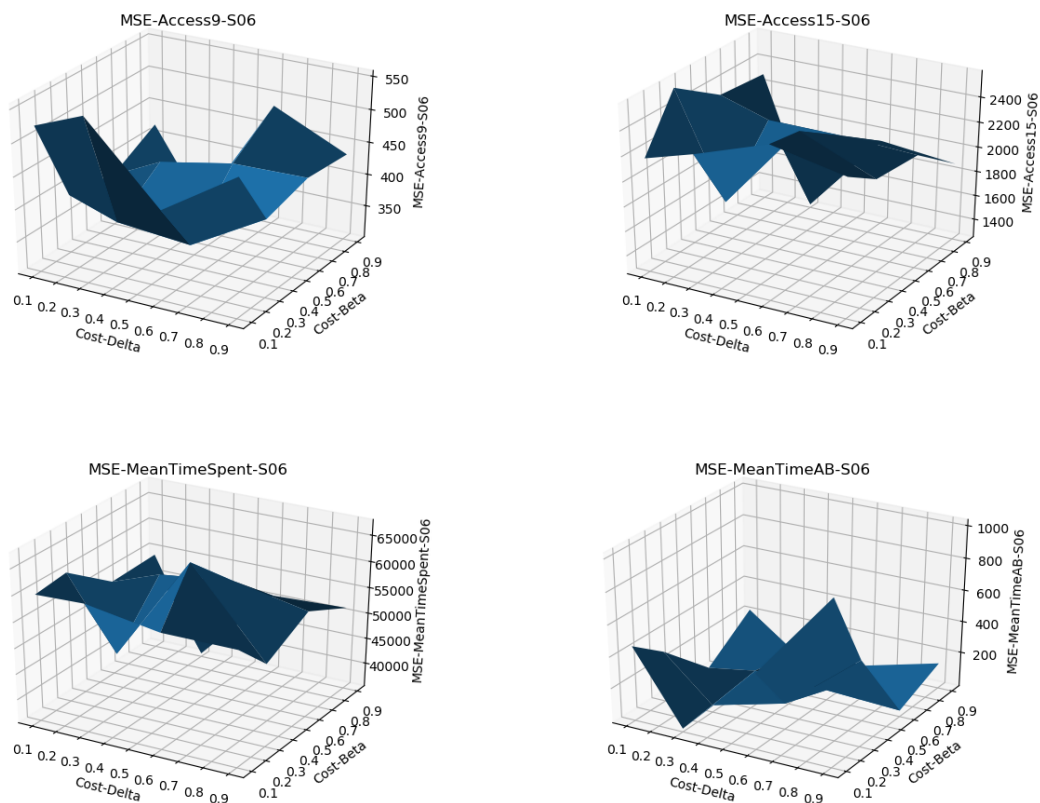 MSE-Access9-S06
550
500
450
400
350
MSE-Access9-S06
0.1 0.2 0.3 0.4 0.5 0.6 0.7 0.8 0.9
Cost-Delta
0.1 0.2 0.3 0.4 0.5 0.6 0.7 0.8 0.9
Cost-Beta
MSE-Access15-S06
2400
2200
2000
1800
1600
1400
MSE-Access15-S06
0.1 0.2 0.3 0.4 0.5 0.6 0.7 0.8 0.9
Cost-Delta
0.1 0.2 0.3 0.4 0.5 0.6 0.7 0.8 0.9
Cost-Beta
MSE-MeanTimeSpent-S06
65000
60000
55000
50000
45000
40000
MSE-MeanTimeSpent-S06
0.1 0.2 0.3 0.4 0.5 0.6 0.7 0.8 0.9
Cost-Delta
0.1 0.2 0.3 0.4 0.5 0.6 0.7 0.8 0.9
Cost-Beta
MSE-MeanTimeAB-S06
1000
800
600
400
200
MSE-MeanTimeAB-S06
0.1 0.2 0.3 0.4 0.5 0.6 0.7 0.8 0.9
Cost-Delta
0.1 0.2 0.3 0.4 0.5 0.6 0.7 0.8 0.9
Cost-Beta